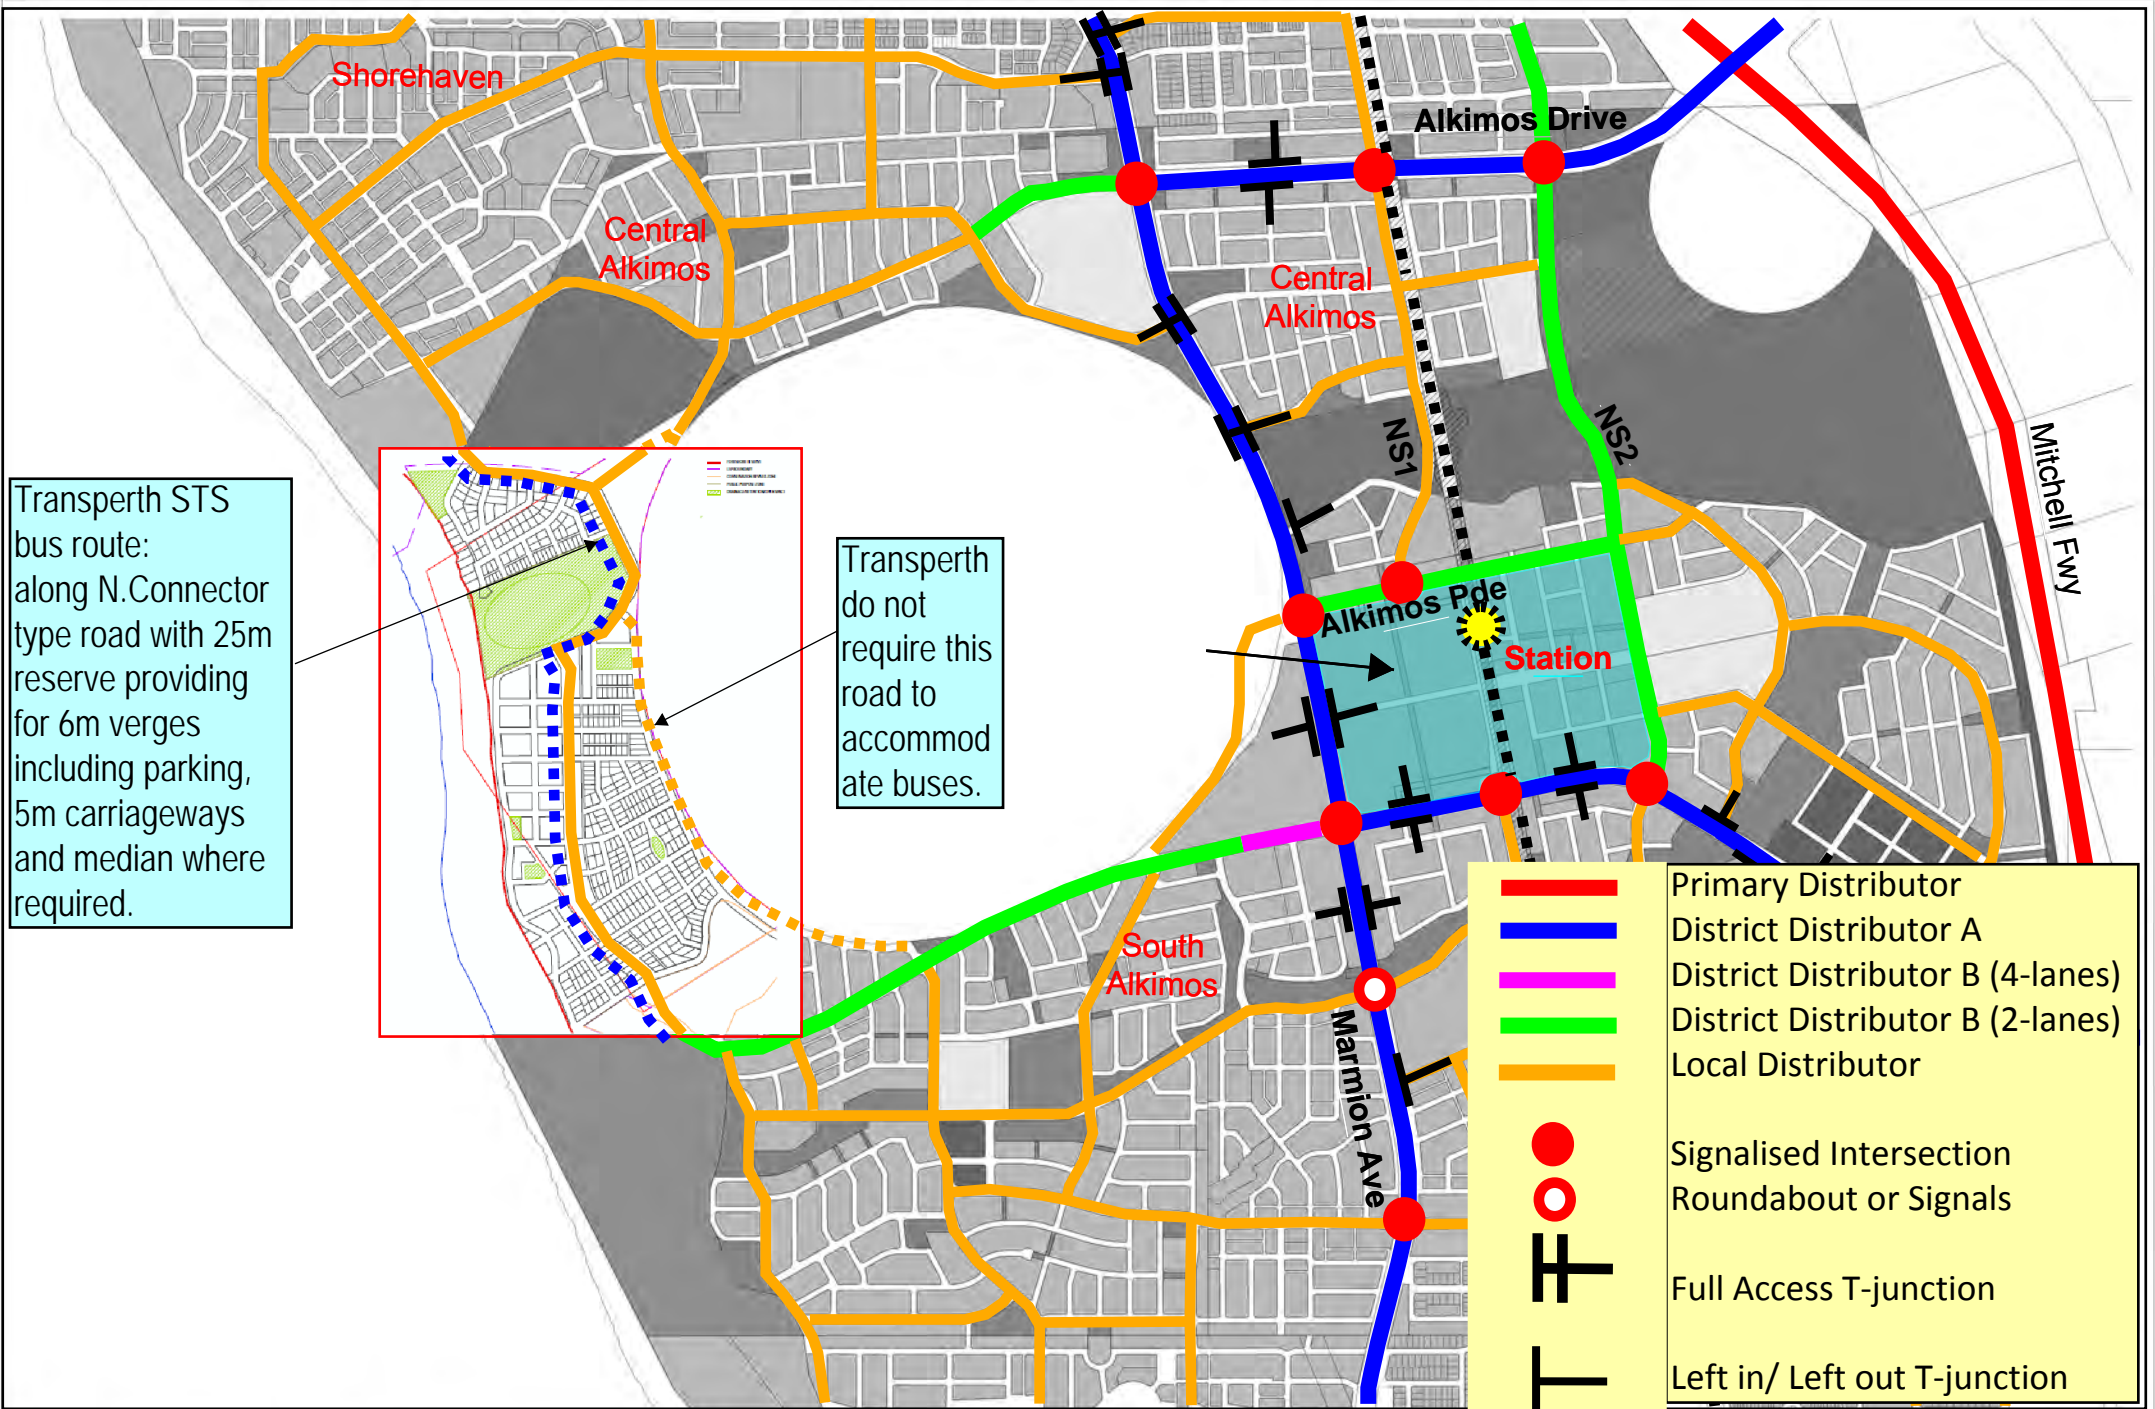 Shorehaven
Alkimos Drive
Central
Alkimos
Central
Alkimos
NS1
NS2
Mitchell Fwy
Transperth STS
bus route:
along N.Connector
type road with 25m
reserve providing
for 6m verges
including parking,
5m carriageways
and median where
required.
Transperth
do not
require this
road to
accommod
ate buses.
Alkimos Pde
Station
South
Alkimos
Marmion Ave
Primary Distributor
District Distributor A
District Distributor B (4-lanes)
District Distributor B (2-lanes)
Local Distributor
Signalised Intersection
Roundabout or Signals
Full Access T-junction
Left in/ Left out T-junction